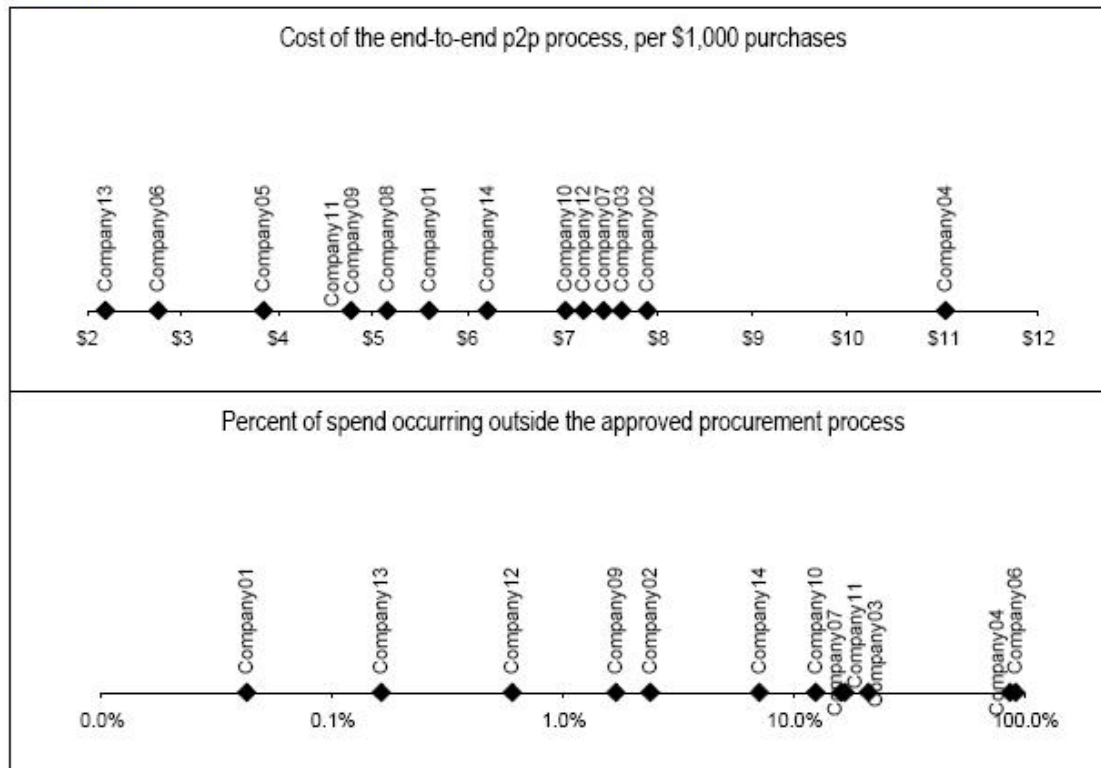 Cost of the end-to-end p2p process, per $1,000 purchases
Company13
Company06
Company05
Company11
Company09
Company08
Company01
Company14
Company10
Company12
Company07
Company03
Company02
Company04
$2 $3 $4 $5 $6 $7 $8 $9 $10 $11 $12
Percent of spend occurring outside the approved procurement process
Company01
Company13
Company12
Company09
Company02
Company14
Company10
Company07
Company11
Company03
Company04
Company06
0.0% 0.1% 1.0% 10.0% 100.0%